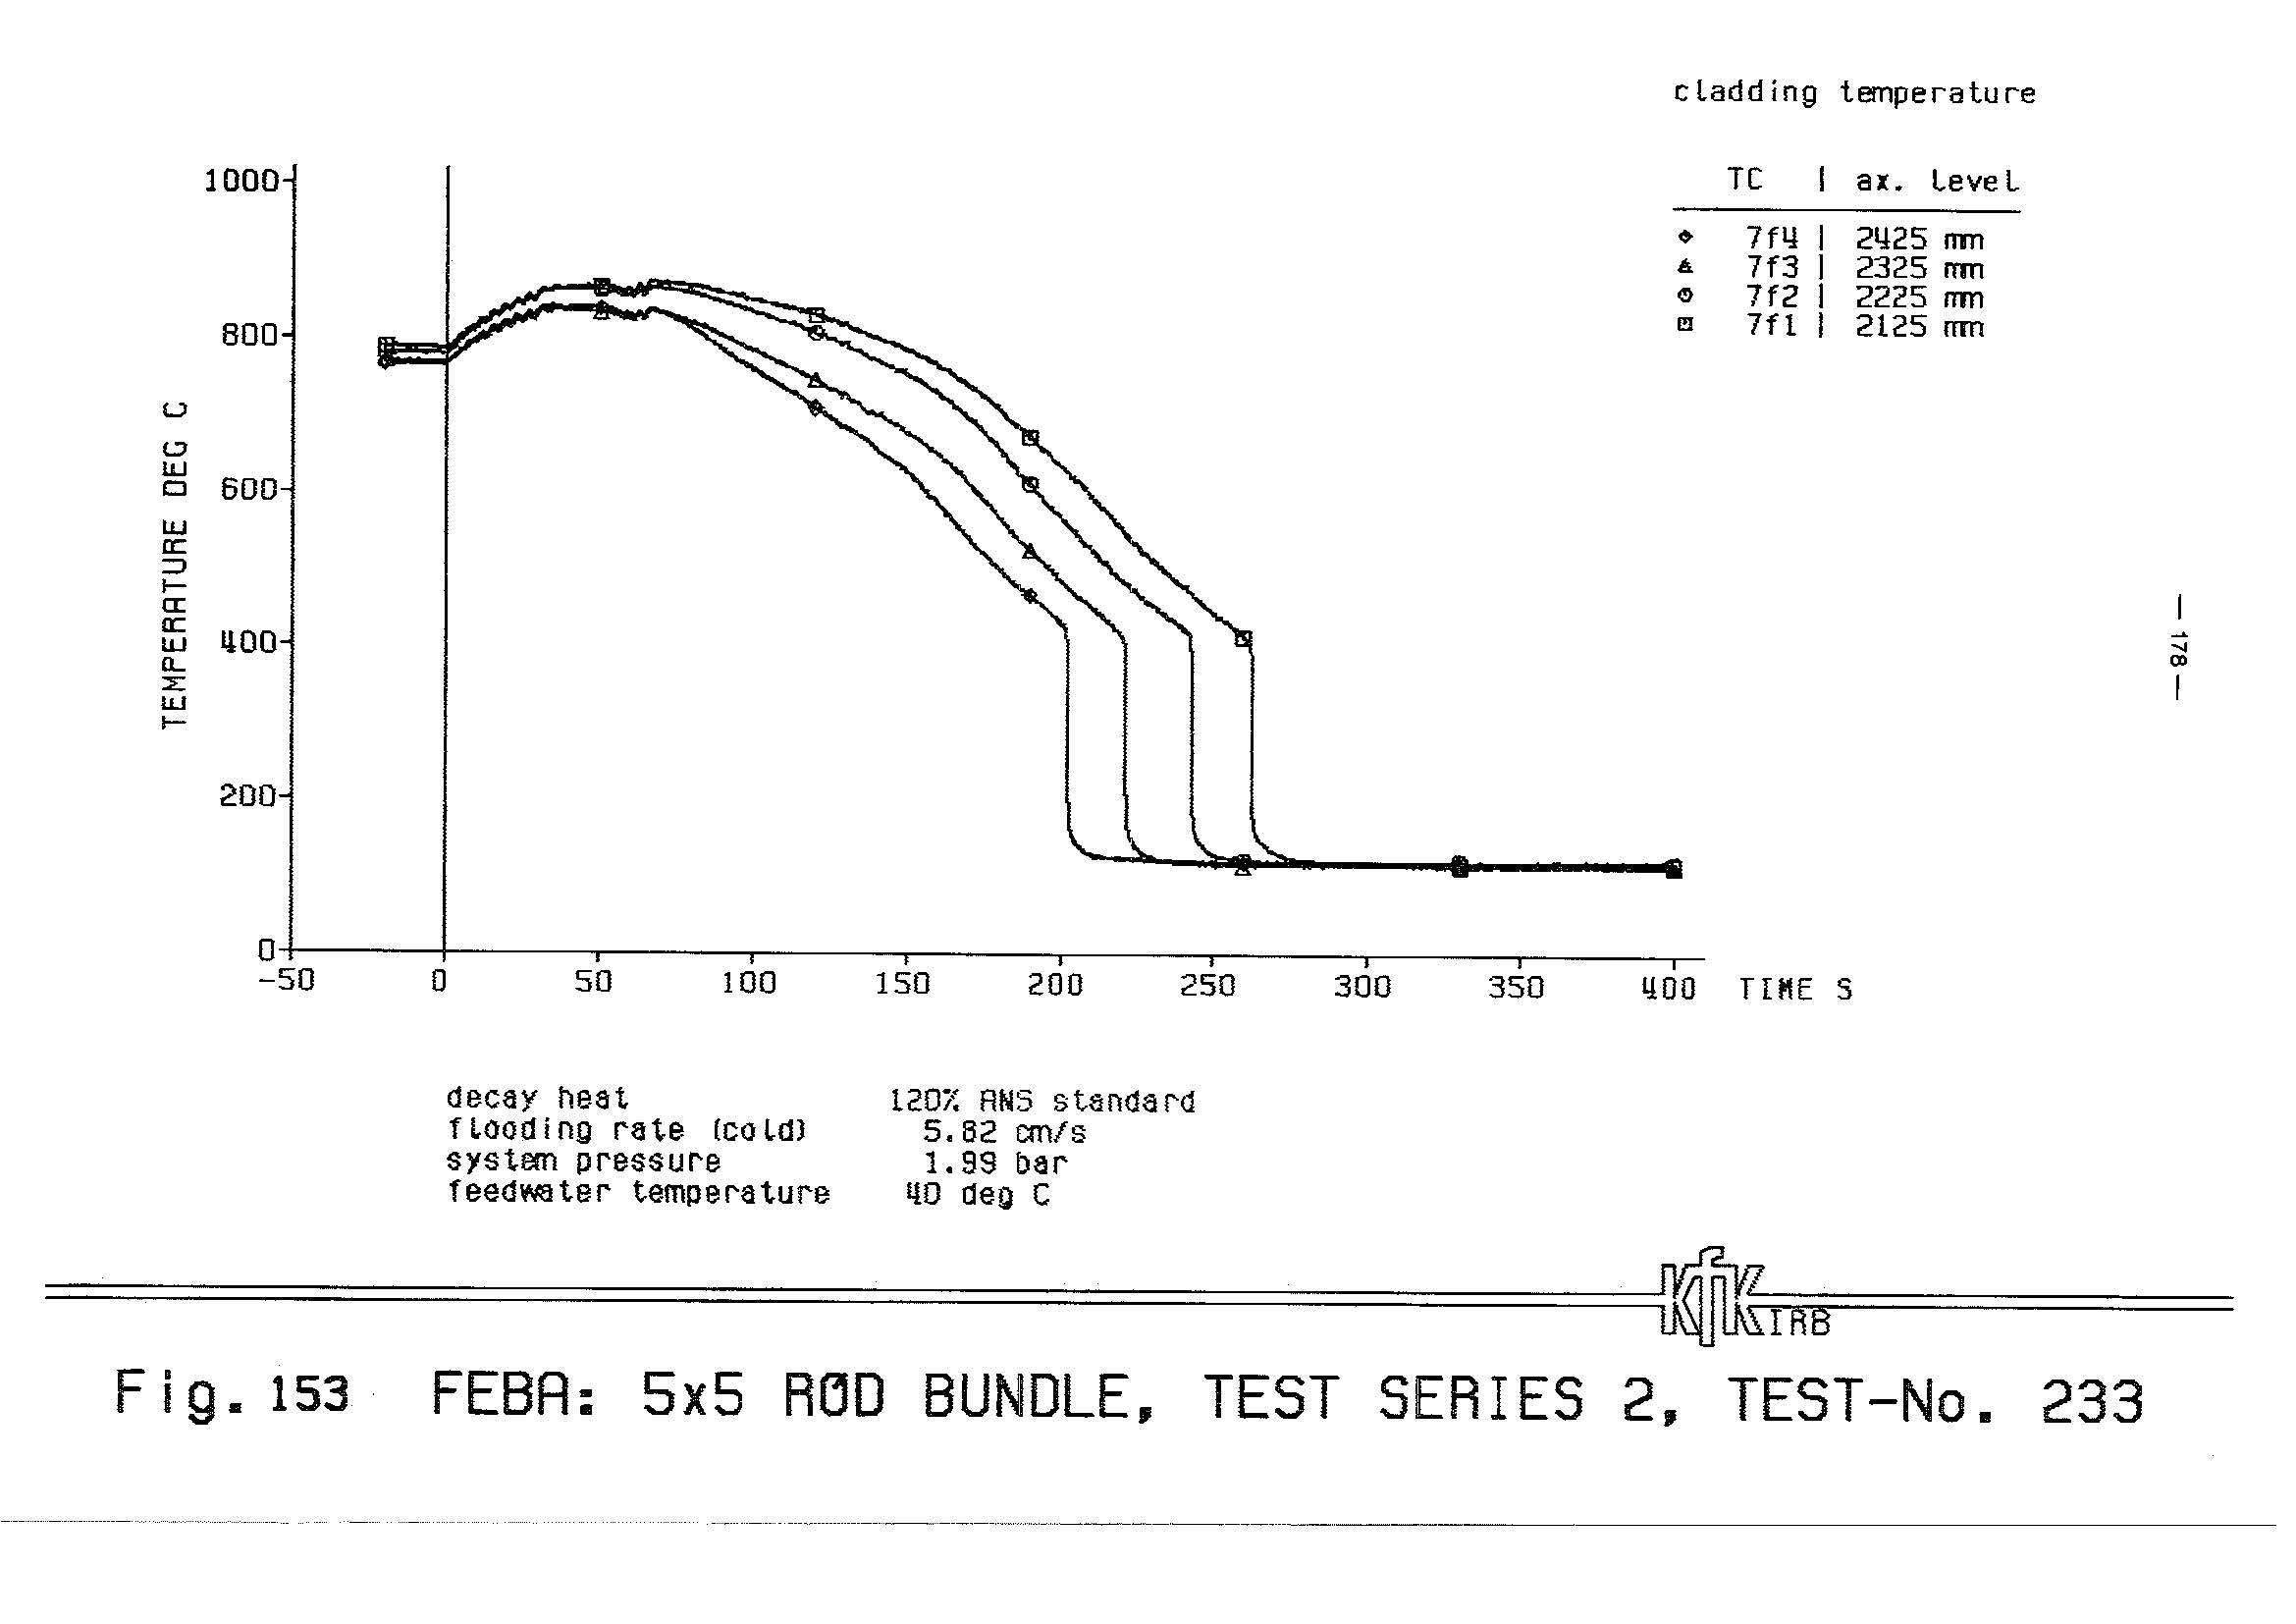 cladding temperature
TC | ax. level
7f4 | 2425 mm
7f3 | 2325 mm
7f2 | 2225 mm
7f1 | 2125 mm
1000
800
600
400
200
0
TEMPERATURE DEG C
-50 0 50 100 150 200 250 300 350 400 TIME S
— 178 —
decay heat 120% ANS standard
flooding rate (cold) 5.82 cm/s
system pressure 1.99 bar
feedwater temperature 40 deg C
KfK IRB
Fig. 153 FEBA: 5x5 RØD BUNDLE, TEST SERIES 2, TEST-No. 233